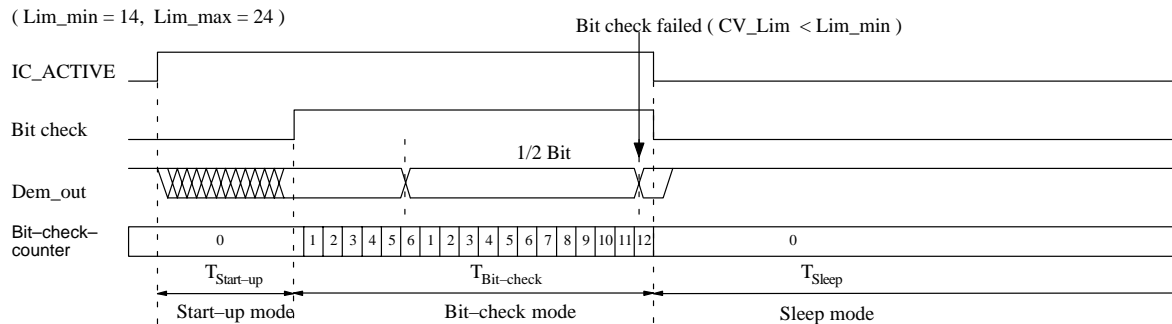 ( Lim_min = 14, Lim_max = 24 )
Bit check failed ( CV_Lim < Lim_min )
IC_ACTIVE
Bit check
1/2 Bit
Dem_out
Bit–check–
counter
0 1 2 3 4 5 6 1 2 3 4 5 6 7 8 9 10 11 12 0
TStart–up TBit–check TSleep
Start–up mode Bit–check mode Sleep mode